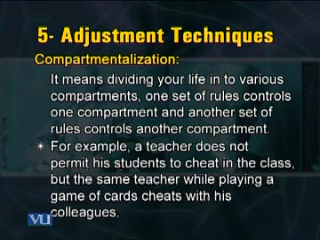 5- Adjustment Techniques
Compartmentalization:
It means dividing your life in to various
compartments, one set of rules controls
one compartment and another set of
rules controls another compartment.
✶ For example, a teacher does not
permit his students to cheat in the class,
but the same teacher while playing a
game of cards cheats with his
colleagues.
VU